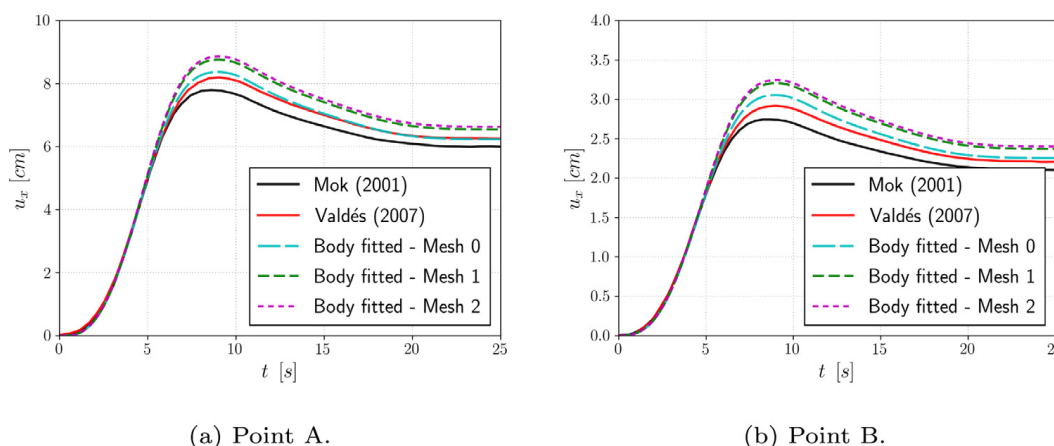 10
8
6
4
2
0
0 5 10 15 20 25
u_x [cm]
t [s]
Mok (2001)
Valdés (2007)
Body fitted - Mesh 0
Body fitted - Mesh 1
Body fitted - Mesh 2
(a) Point A.
4.0
3.5
3.0
2.5
2.0
1.5
1.0
0.5
0.0
0 5 10 15 20 25
u_x [cm]
t [s]
Mok (2001)
Valdés (2007)
Body fitted - Mesh 0
Body fitted - Mesh 1
Body fitted - Mesh 2
(b) Point B.